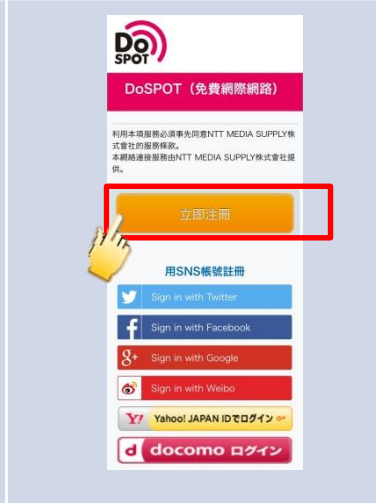 Do
SPOT
DoSPOT（免費網際網路）
利用本項服務必須事先同意NTT MEDIA SUPPLY株
式會社的服務條款。
本網絡連接服務由NTT MEDIA SUPPLY株式會社提
供。
立即注冊
用SNS帳號註冊
Sign in with Twitter
f Sign in with Facebook
8+ Sign in with Google
Sign in with Weibo
Y! Yahoo! JAPAN IDでログイン
d docomo ログイン